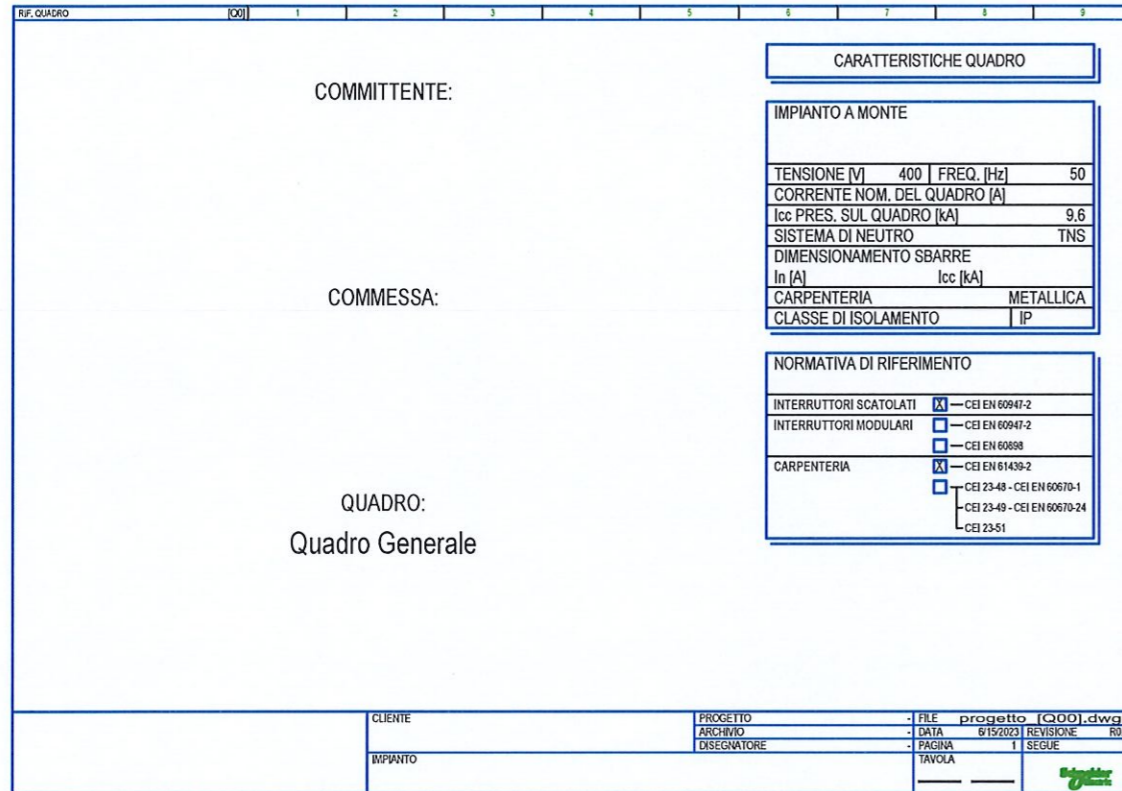 RIF. QUADRO [Q0] 1 2 3 4 5 6 7 8 9
COMMITTENTE:
COMMESSA:
QUADRO:
Quadro Generale
CARATTERISTICHE QUADRO
IMPIANTO A MONTE
TENSIONE [V] 400 FREQ. [Hz] 50
CORRENTE NOM. DEL QUADRO [A]
Icc PRES. SUL QUADRO [kA] 9.6
SISTEMA DI NEUTRO TNS
DIMENSIONAMENTO SBARRE
In [A] Icc [kA]
CARPENTERIA METALLICA
CLASSE DI ISOLAMENTO IP
NORMATIVA DI RIFERIMENTO
INTERRUTTORI SCATOLATI X CEI EN 60947-2
INTERRUTTORI MODULARI CEI EN 60947-2
CEI EN 60898
CARPENTERIA X CEI EN 61439-2
CEI 23-48 - CEI EN 60670-1
CEI 23-49 - CEI EN 60670-24
CEI 23-51
CLIENTE
IMPIANTO
PROGETTO - FILE progetto [Q00].dwg
ARCHIVIO - DATA 6/15/2023 REVISIONE R0
DISEGNATORE - PAGINA 1 SEGUE
TAVOLA
Schneider
Electric